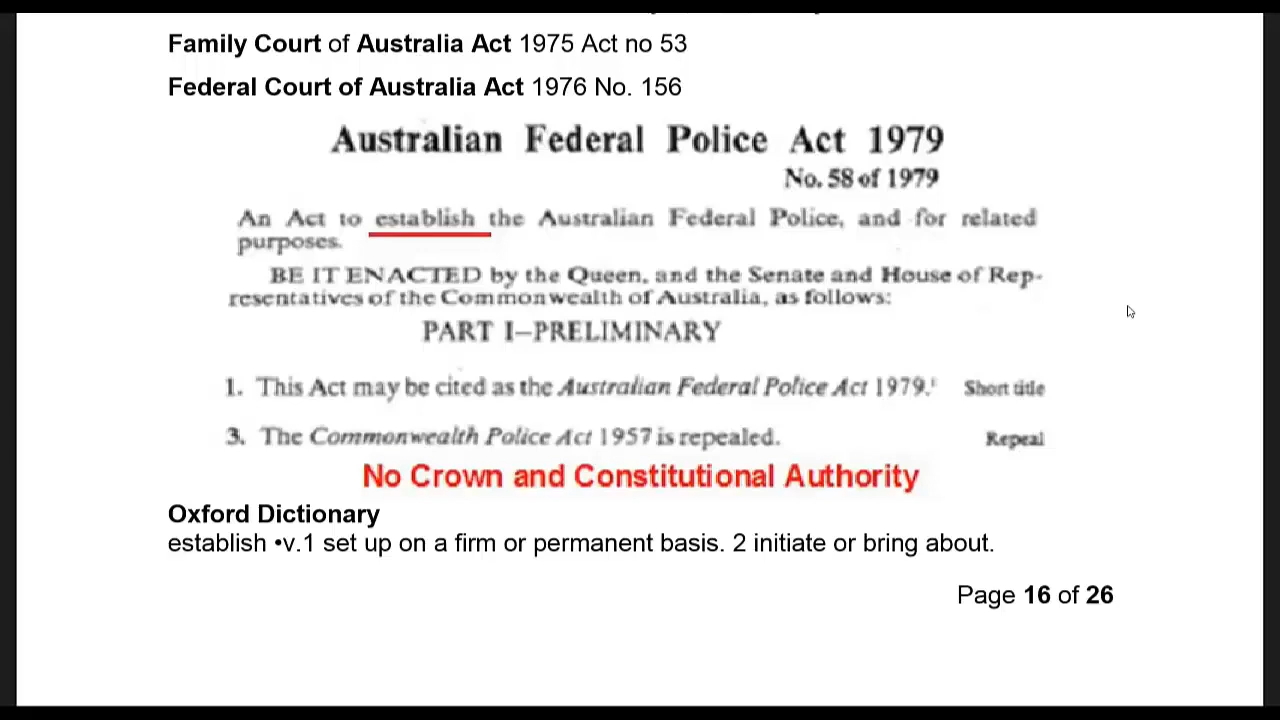 Family Court of Australia Act 1975 Act no 53
Federal Court of Australia Act 1976 No. 156
Australian Federal Police Act 1979
No. 58 of 1979
An Act to establish the Australian Federal Police, and for related
purposes.
BE IT ENACTED by the Queen, and the Senate and House of Rep-
resentatives of the Commonwealth of Australia, as follows:
PART I–PRELIMINARY
1. This Act may be cited as the Australian Federal Police Act 1979.¹ Short title
3. The Commonwealth Police Act 1957 is repealed. Repeal
No Crown and Constitutional Authority
Oxford Dictionary
establish •v.1 set up on a firm or permanent basis. 2 initiate or bring about.
Page 16 of 26